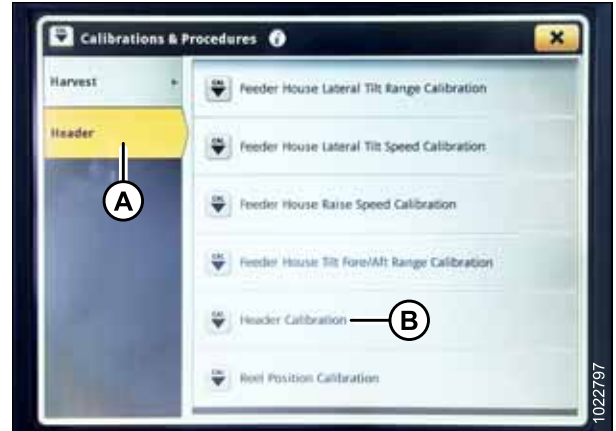 Calibrations & Procedures
Harvest
Header
Feeder House Lateral Tilt Range Calibration
Feeder House Lateral Tilt Speed Calibration
Feeder House Raise Speed Calibration
Feeder House Tilt Fore/Aft Range Calibration
Header Calibration
Reel Position Calibration
A
B
1022797